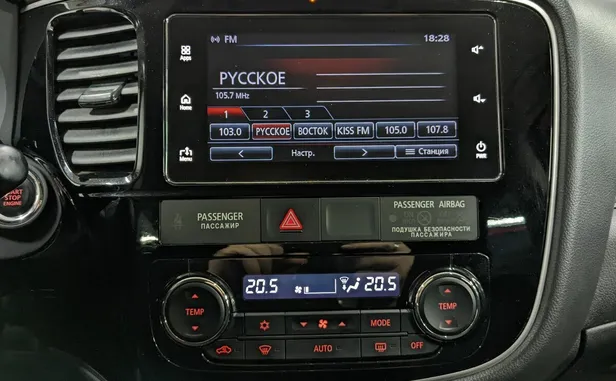 FM 18:28
Apps
РУССКОЕ
105.7 MHz
Home
1 2 3
103.0 РУССКОЕ ВОСТОК KISS FM 105.0 107.8
Menu
< Настр. > Станция
PWR
START
STOP
ENGINE
PASSENGER
ПАССАЖИР
PASSENGER AIRBAG
ПОДУШКА БЕЗОПАСНОСТИ
ПАССАЖИРА
20.5 20.5
TEMP
TEMP
MODE
AUTO
OFF